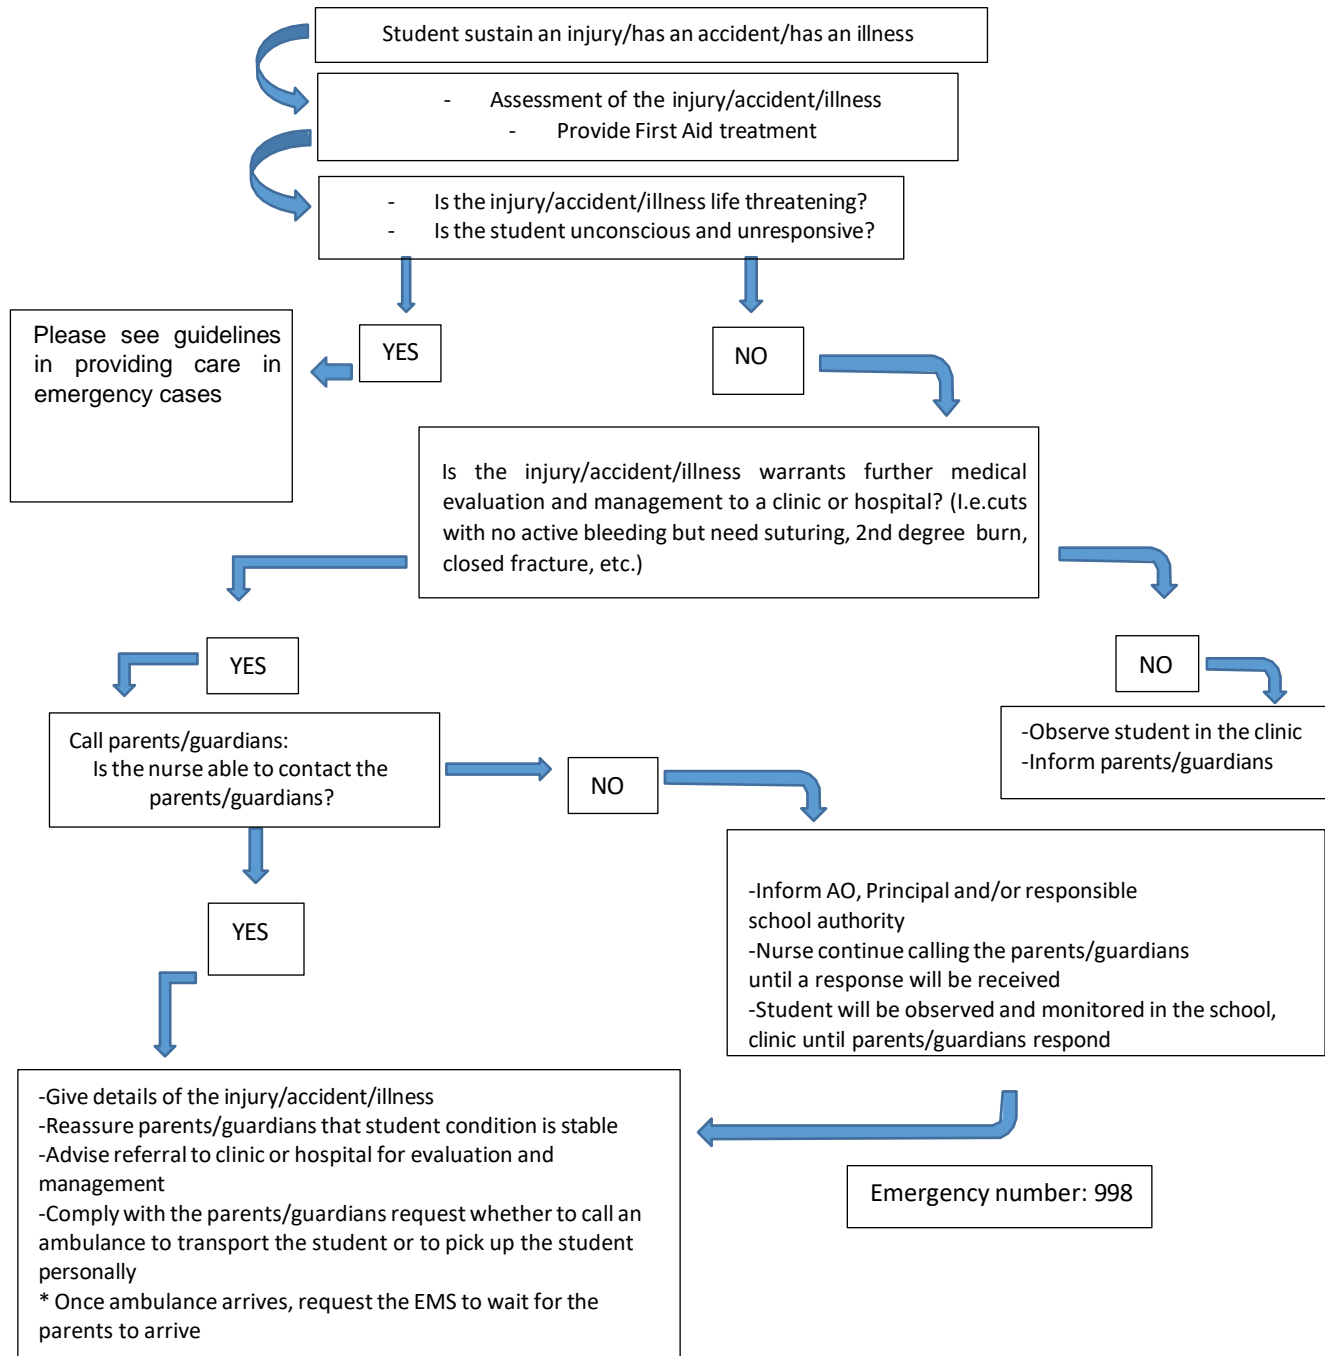 Student sustain an injury/has an accident/has an illness
- Assessment of the injury/accident/illness
- Provide First Aid treatment
- Is the injury/accident/illness life threatening?
- Is the student unconscious and unresponsive?
Please see guidelines
in providing care in
emergency cases
YES
NO
Is the injury/accident/illness warrants further medical
evaluation and management to a clinic or hospital? (I.e.cuts
with no active bleeding but need suturing, 2nd degree burn,
closed fracture, etc.)
YES
NO
-Observe student in the clinic
-Inform parents/guardians
Call parents/guardians:
Is the nurse able to contact the
parents/guardians?
NO
-Inform AO, Principal and/or responsible
school authority
-Nurse continue calling the parents/guardians
until a response will be received
-Student will be observed and monitored in the school,
clinic until parents/guardians respond
YES
-Give details of the injury/accident/illness
-Reassure parents/guardians that student condition is stable
-Advise referral to clinic or hospital for evaluation and
management
-Comply with the parents/guardians request whether to call an
ambulance to transport the student or to pick up the student
personally
* Once ambulance arrives, request the EMS to wait for the
parents to arrive
Emergency number: 998